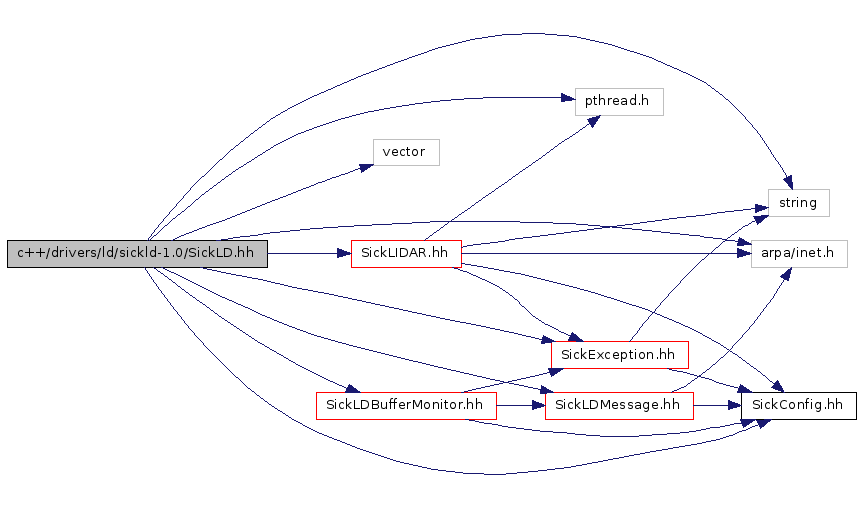 pthread.h
vector
string
c++/drivers/ld/sickld-1.0/SickLD.hh
SickLIDAR.hh
arpa/inet.h
SickException.hh
SickLDBufferMonitor.hh
SickLDMessage.hh
SickConfig.hh